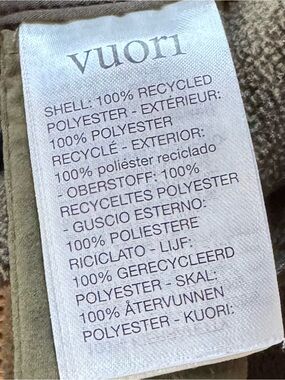 vuori
SHELL: 100% RECYCLED
POLYESTER - EXTÉRIEUR:
100% POLYESTER
RECYCLÉ - EXTERIOR:
100% poliéster reciclado
- OBERSTOFF: 100%
RECYCELTES POLYESTER
- GUSCIO ESTERNO:
100% POLIESTERE
RICICLATO - LIJF:
100% GERECYCLEERD
POLYESTER - SKAL:
100% ÅTERVUNNEN
POLYESTER - KUORI: